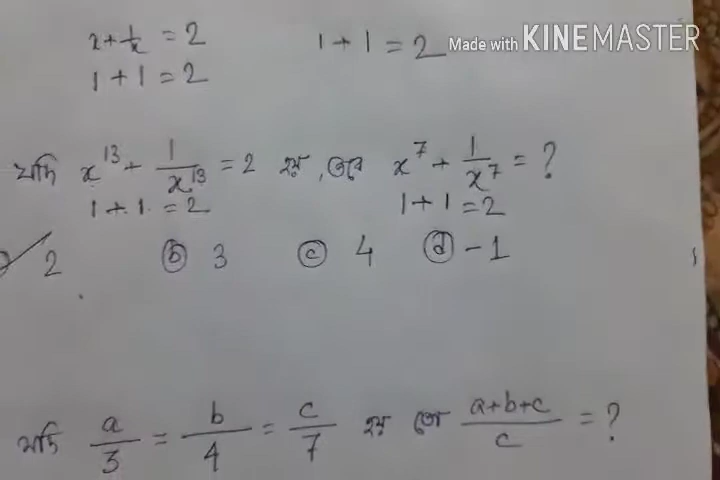 x + 1/x = 2    1 + 1 = 2    Made with KINEMASTER
1 + 1 = 2
যদি x^13 + 1/x^13 = 2 হয়, তবে x^7 + 1/x^7 = ?
1 + 1 = 2    1 + 1 = 2
2    ⓑ 3    ⓒ 4    ⓓ -1
যদি a/3 = b/4 = c/7 হয় তো (a+b+c)/c = ?